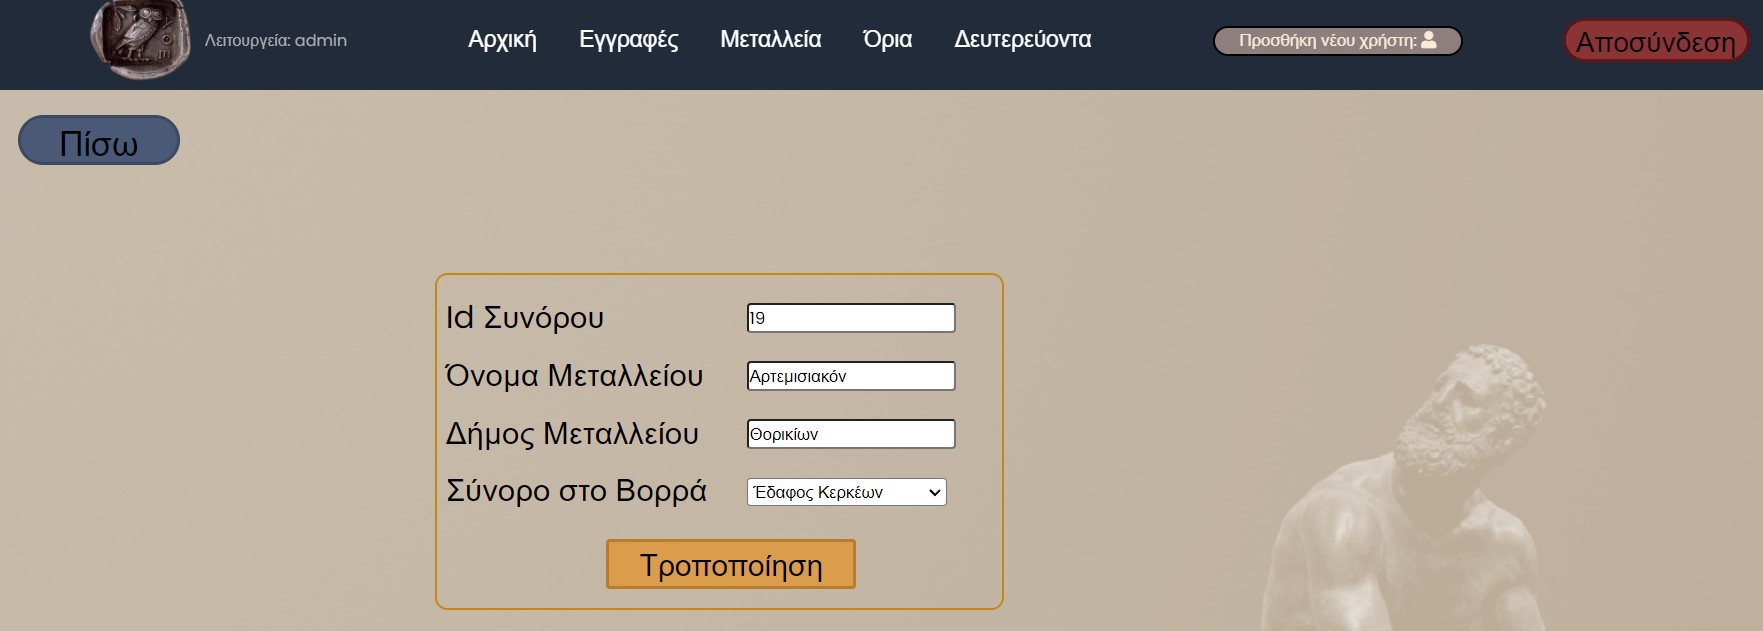 Λειτουργεία: admin
Αρχική Εγγραφές Μεταλλεία Όρια Δευτερεύοντα
Προσθήκη νέου χρήστη:
Αποσύνδεση
Πίσω
Id Συνόρου 19
Όνομα Μεταλλείου Αρτεμισιακόν
Δήμος Μεταλλείου Θορικίων
Σύνορο στο Βορρά Έδαφος Κερκέων
Τροποποίηση